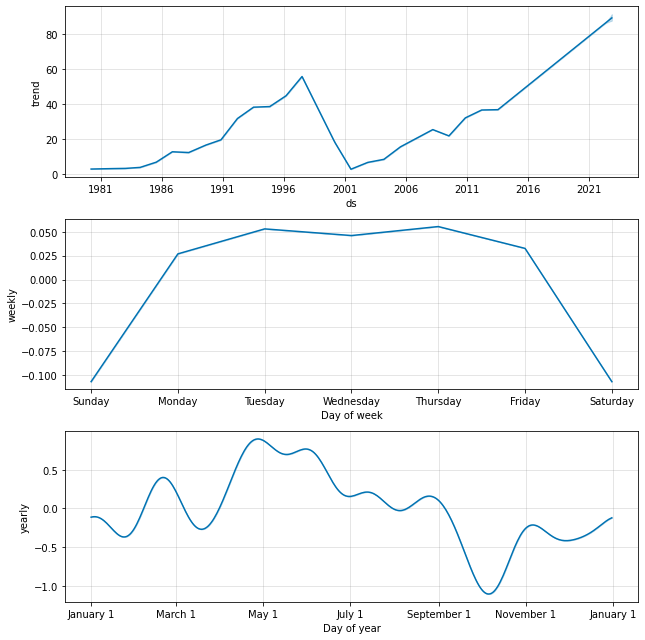 80
60
40
20
0
trend
1981 1986 1991 1996 2001 2006 2011 2016 2021
ds
0.050
0.025
0.000
−0.025
−0.050
−0.075
−0.100
weekly
Sunday Monday Tuesday Wednesday Thursday Friday Saturday
Day of week
0.5
0.0
−0.5
−1.0
yearly
January 1 March 1 May 1 July 1 September 1 November 1 January 1
Day of year